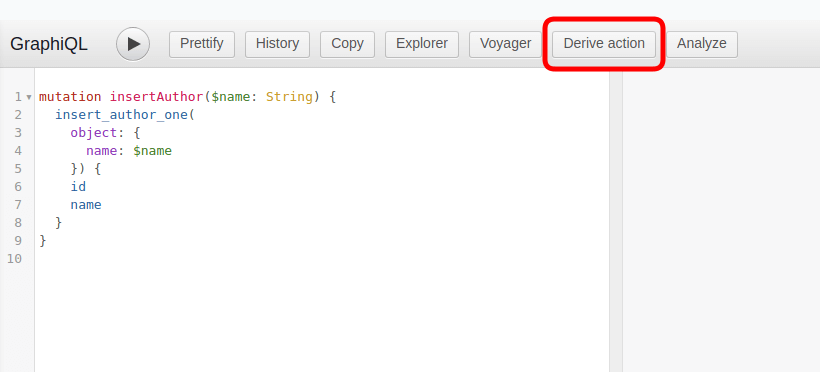 GraphiQL Prettify History Copy Explorer Voyager Derive action Analyze
1 mutation insertAuthor($name: String) {
2   insert_author_one(
3     object: {
4       name: $name
5     }) {
6     id
7     name
8   }
9 }
10